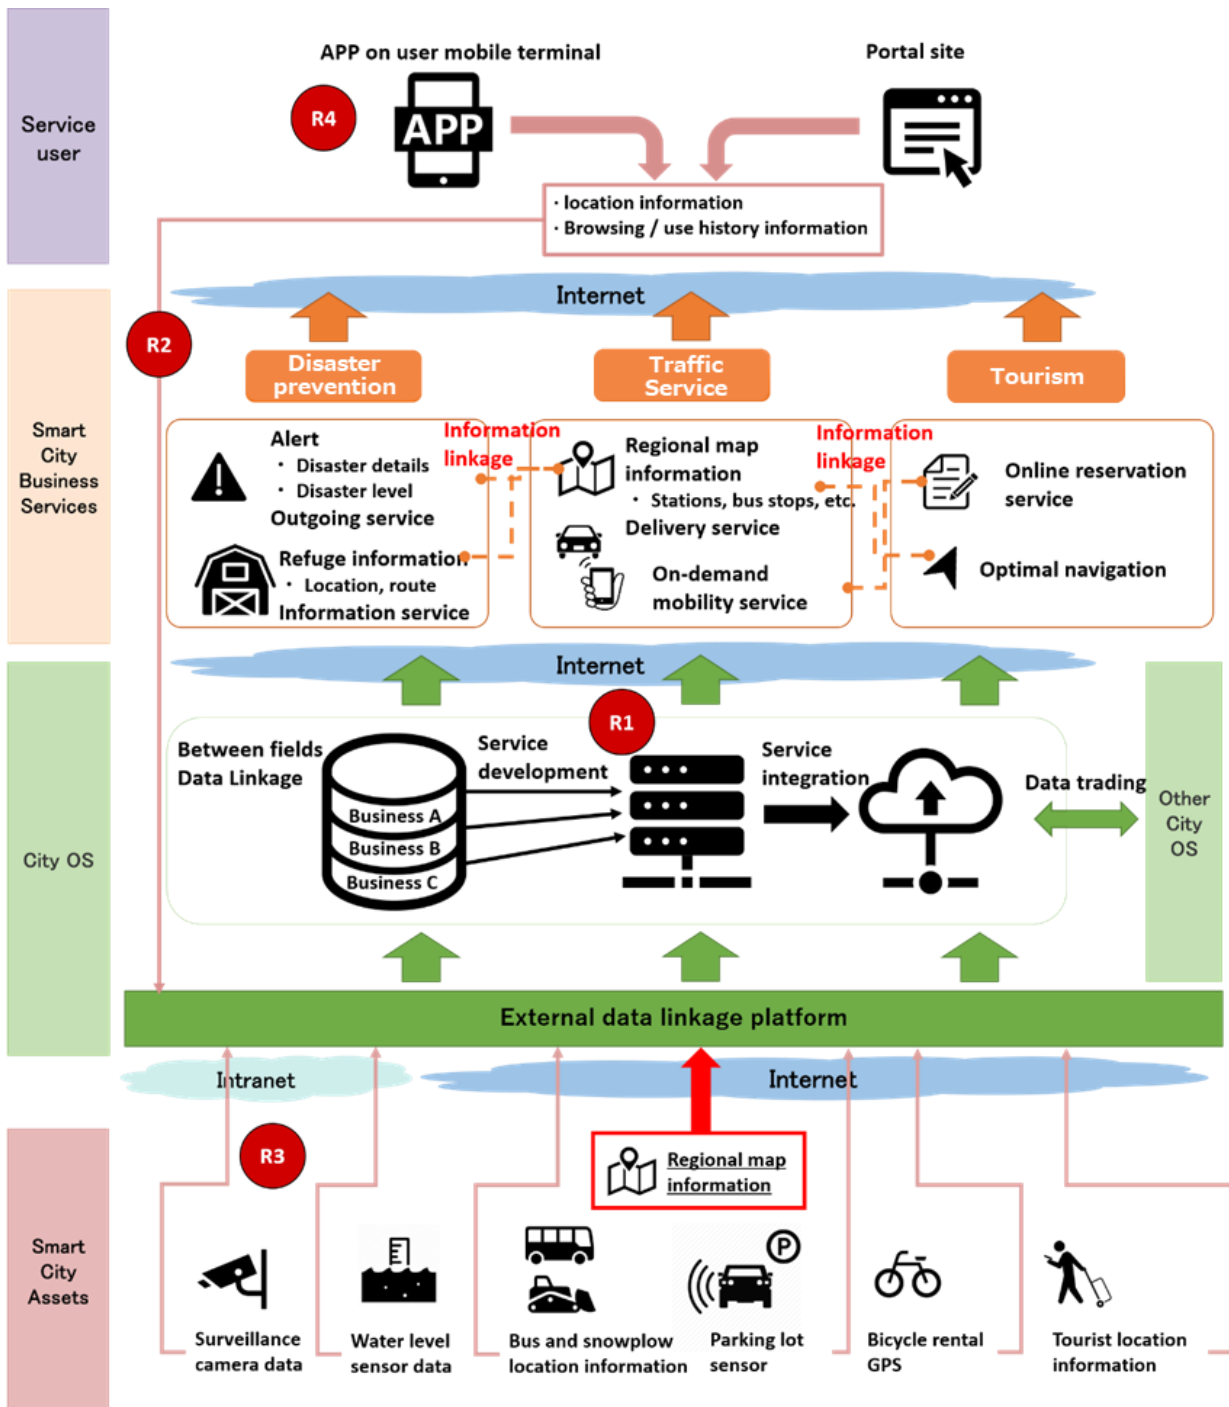 APP on user mobile terminal
Portal site
R4
APP
Service
user
· location information
· Browsing / use history information
Internet
R2
Disaster
prevention
Traffic
Service
Tourism
Smart
City
Business
Services
Alert
・ Disaster details
・ Disaster level
Outgoing service
Refuge information
・ Location, route
Information service
Information
linkage
Regional map
information
・ Stations, bus stops, etc.
Delivery service
On-demand
mobility service
Information
linkage
Online reservation
service
Optimal navigation
Internet
R1
City OS
Between fields
Data Linkage
Business A
Business B
Business C
Service
development
Service
integration
Data trading
Other
City
OS
External data linkage platform
Intranet
Internet
R3
Regional map
information
Smart
City
Assets
P
Surveillance
camera data
Water level
sensor data
Bus and snowplow
location information
Parking lot
sensor
Bicycle rental
GPS
Tourist location
information